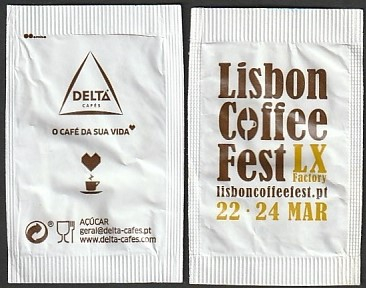 DELTA
CAFÉS
O CAFÉ DA SUA VIDA
AÇÚCAR
geral@delta-cafes.pt
www.delta-cafes.com
Lisbon
Coffee
Fest LX
Factory
lisboncoffeefest.pt
22 · 24 MAR